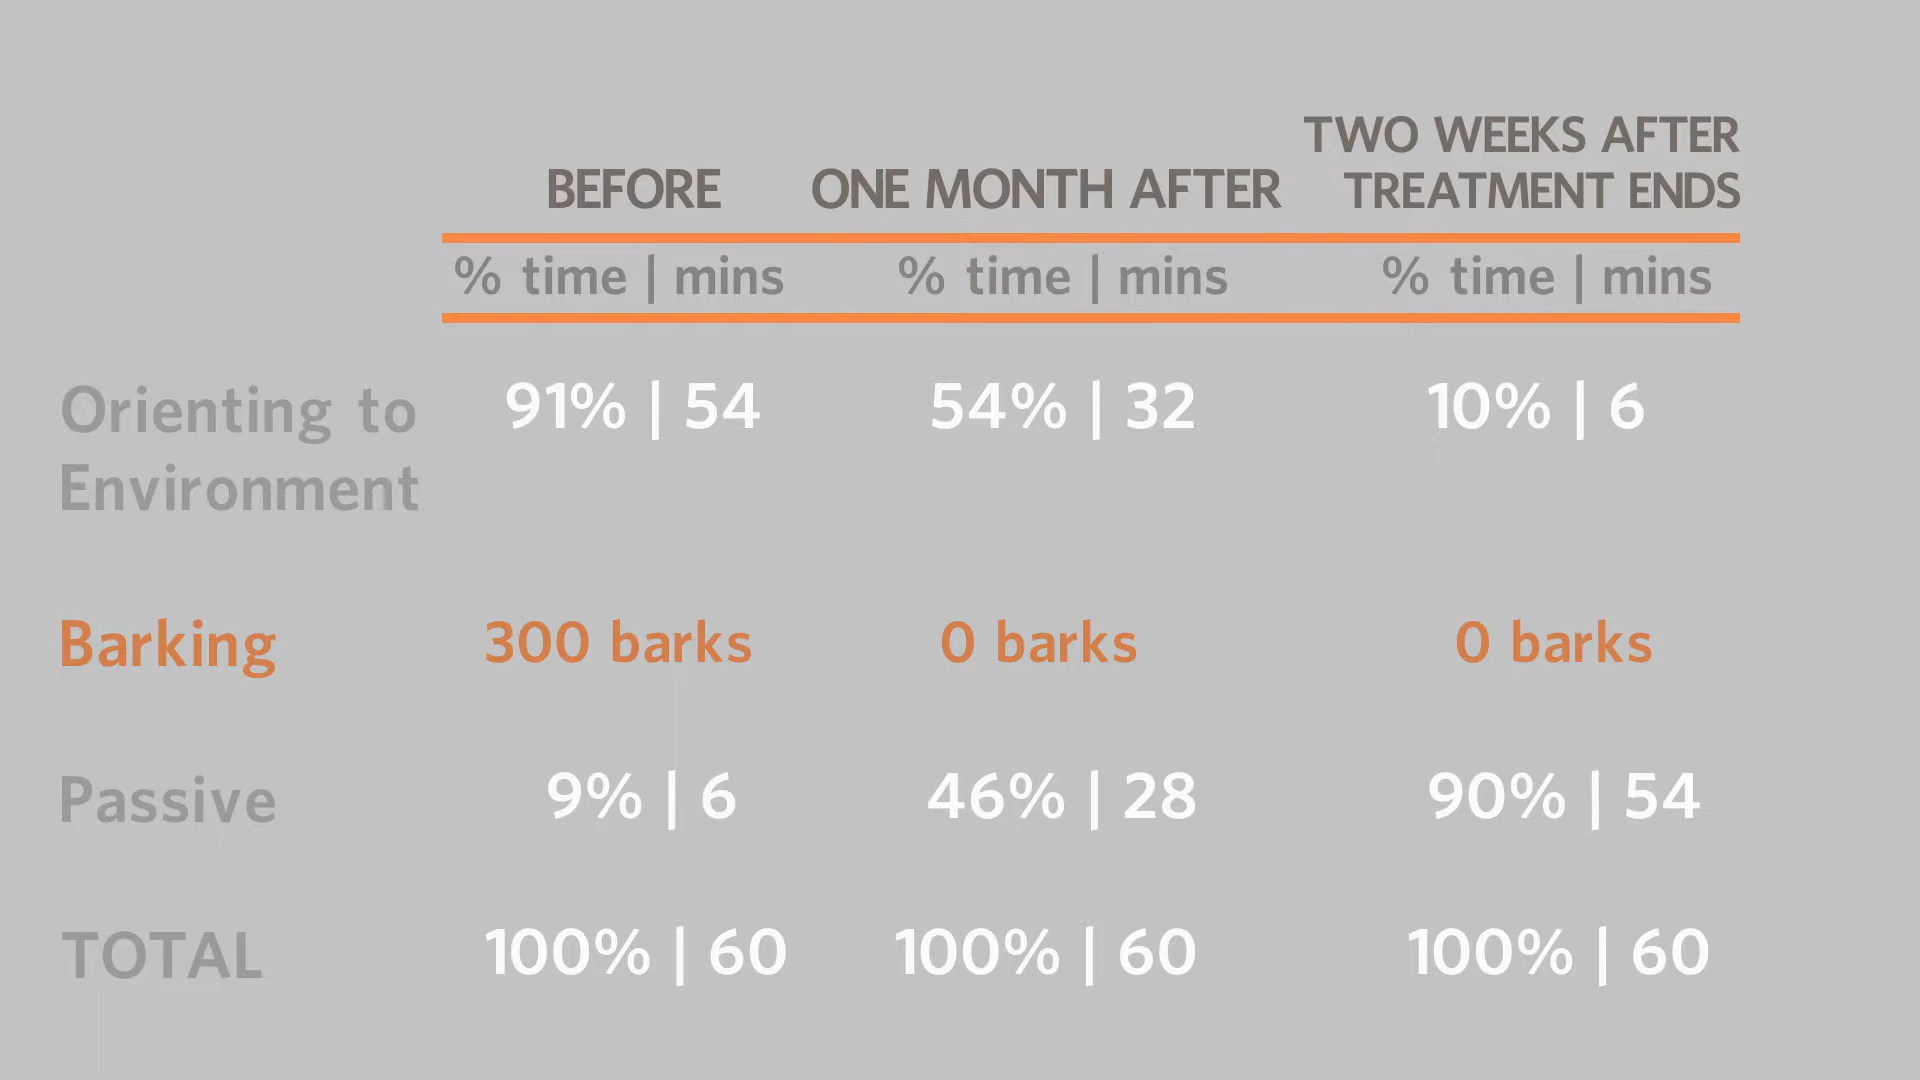 BEFORE ONE MONTH AFTER TWO WEEKS AFTER
TREATMENT ENDS
% time | mins % time | mins % time | mins
Orienting to 91% | 54 54% | 32 10% | 6
Environment
Barking 300 barks 0 barks 0 barks
Passive 9% | 6 46% | 28 90% | 54
TOTAL 100% | 60 100% | 60 100% | 60